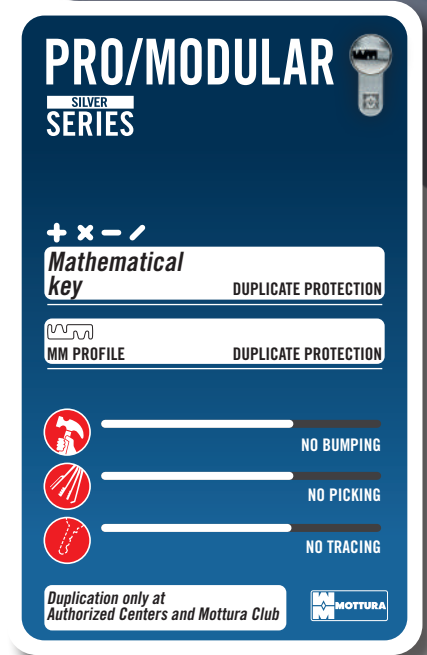 PRO/MODULAR
SILVER
SERIES
Mathematical
key
DUPLICATE PROTECTION
MM PROFILE
DUPLICATE PROTECTION
NO BUMPING
NO PICKING
NO TRACING
Duplication only at
Authorized Centers and Mottura Club
MOTTURA